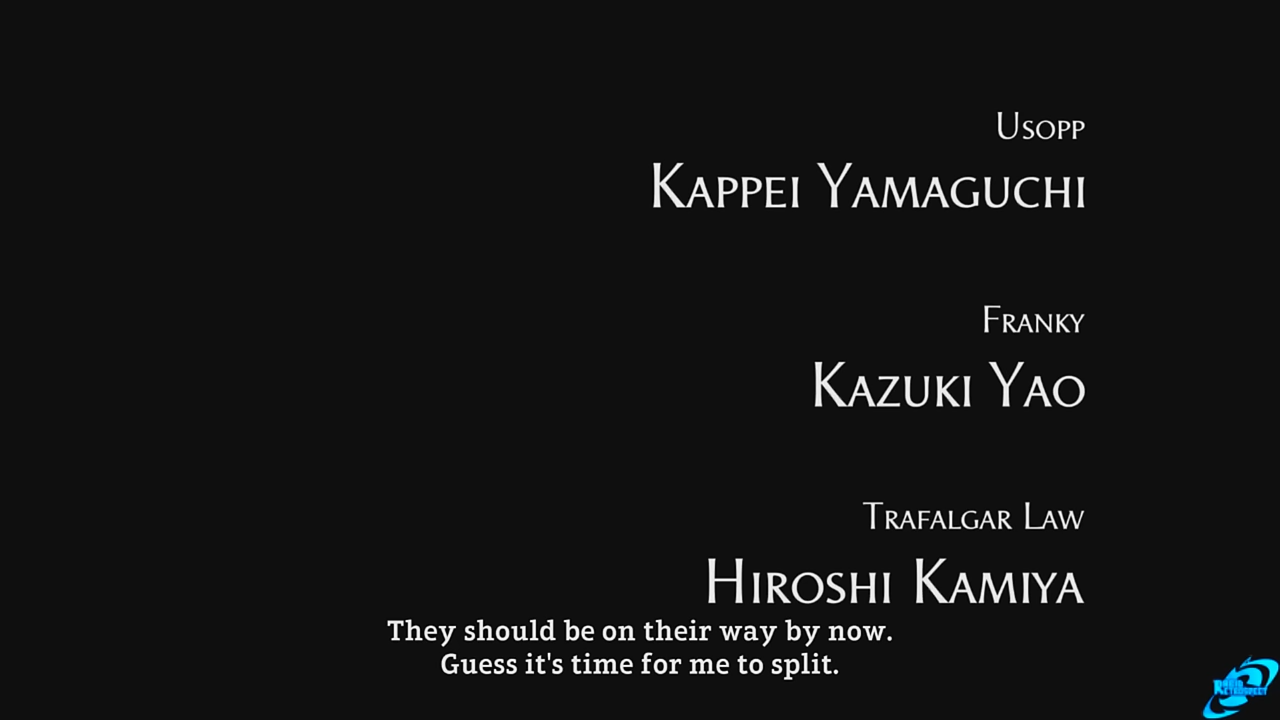 Usopp
Kappei Yamaguchi
Franky
Kazuki Yao
Trafalgar Law
Hiroshi Kamiya
They should be on their way by now.
Guess it's time for me to split.
Retrospect